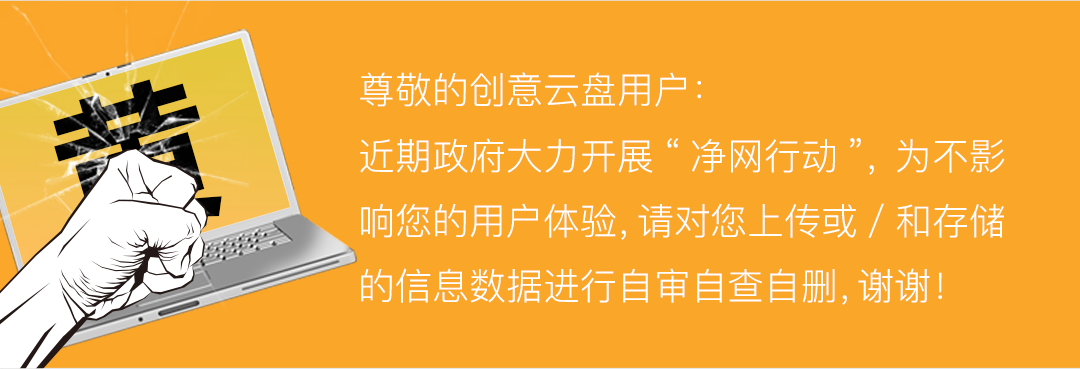 黄
尊敬的创意云盘用户：
近期政府大力开展“净网行动”，为不影
响您的用户体验，请对您上传或/和存储
的信息数据进行自审自查自删，谢谢！